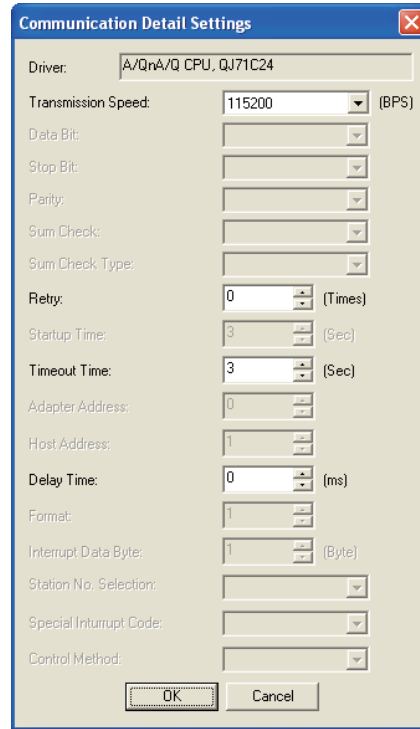 Communication Detail Settings
Driver: A/QnA/Q CPU, QJ71C24
Transmission Speed: 115200 (BPS)
Data Bit:
Stop Bit:
Parity:
Sum Check:
Sum Check Type:
Retry: 0 (Times)
Startup Time: 3 (Sec)
Timeout Time: 3 (Sec)
Adapter Address: 0
Host Address: 1
Delay Time: 0 (ms)
Format: 1
Interrupt Data Byte: 1 (Byte)
Station No. Selection:
Special Inturrupt Code:
Control Method:
OK Cancel